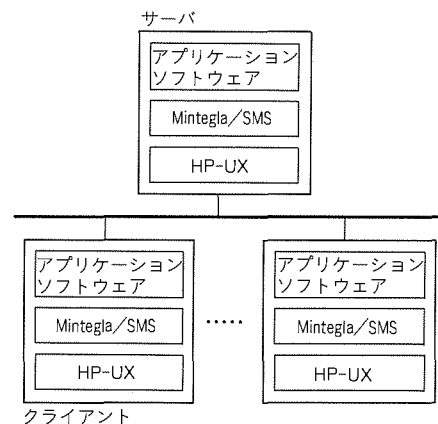 サーバ
アプリケーション
ソフトウェア
Mintegla/SMS
HP-UX
アプリケーション
ソフトウェア
Mintegla/SMS
HP-UX
.....
アプリケーション
ソフトウェア
Mintegla/SMS
HP-UX
クライアント